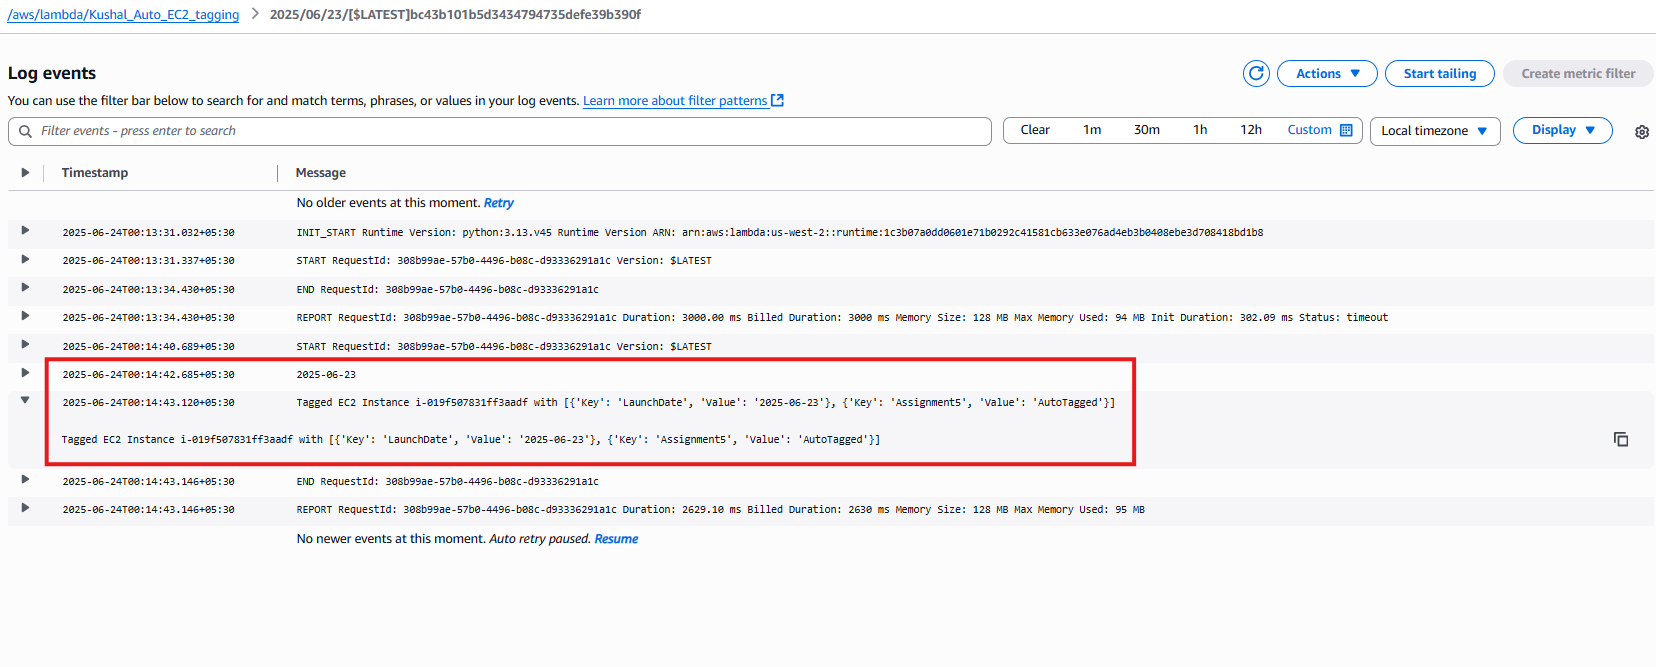 /aws/lambda/Kushal_Auto_EC2_tagging > 2025/06/23/[$LATEST]bc43b101b5d3434794735defe39b390f
Log events
Actions Start tailing Create metric filter
You can use the filter bar below to search for and match terms, phrases, or values in your log events. Learn more about filter patterns
Filter events - press enter to search
Clear 1m 30m 1h 12h Custom Local timezone Display
Timestamp Message
No older events at this moment. Retry
2025-06-24T00:13:31.032+05:30 INIT_START Runtime Version: python:3.13.v45 Runtime Version ARN: arn:aws:lambda:us-west-2::runtime:1c3b07a0dd0601e71b0292c41581cb633e076ad4eb3b0408ebe3d708418bd1b8
2025-06-24T00:13:31.337+05:30 START RequestId: 308b99ae-57b0-4496-b08c-d93336291a1c Version: $LATEST
2025-06-24T00:13:34.430+05:30 END RequestId: 308b99ae-57b0-4496-b08c-d93336291a1c
2025-06-24T00:13:34.430+05:30 REPORT RequestId: 308b99ae-57b0-4496-b08c-d93336291a1c Duration: 3000.00 ms Billed Duration: 3000 ms Memory Size: 128 MB Max Memory Used: 94 MB Init Duration: 302.09 ms Status: timeout
2025-06-24T00:14:40.689+05:30 START RequestId: 308b99ae-57b0-4496-b08c-d93336291a1c Version: $LATEST
2025-06-24T00:14:42.685+05:30 2025-06-23
2025-06-24T00:14:43.120+05:30 Tagged EC2 Instance i-019f507831ff3aadf with [{'Key': 'LaunchDate', 'Value': '2025-06-23'}, {'Key': 'Assignment5', 'Value': 'AutoTagged'}]
Tagged EC2 Instance i-019f507831ff3aadf with [{'Key': 'LaunchDate', 'Value': '2025-06-23'}, {'Key': 'Assignment5', 'Value': 'AutoTagged'}]
2025-06-24T00:14:43.146+05:30 END RequestId: 308b99ae-57b0-4496-b08c-d93336291a1c
2025-06-24T00:14:43.146+05:30 REPORT RequestId: 308b99ae-57b0-4496-b08c-d93336291a1c Duration: 2629.10 ms Billed Duration: 2630 ms Memory Size: 128 MB Max Memory Used: 95 MB
No newer events at this moment. Auto retry paused. Resume